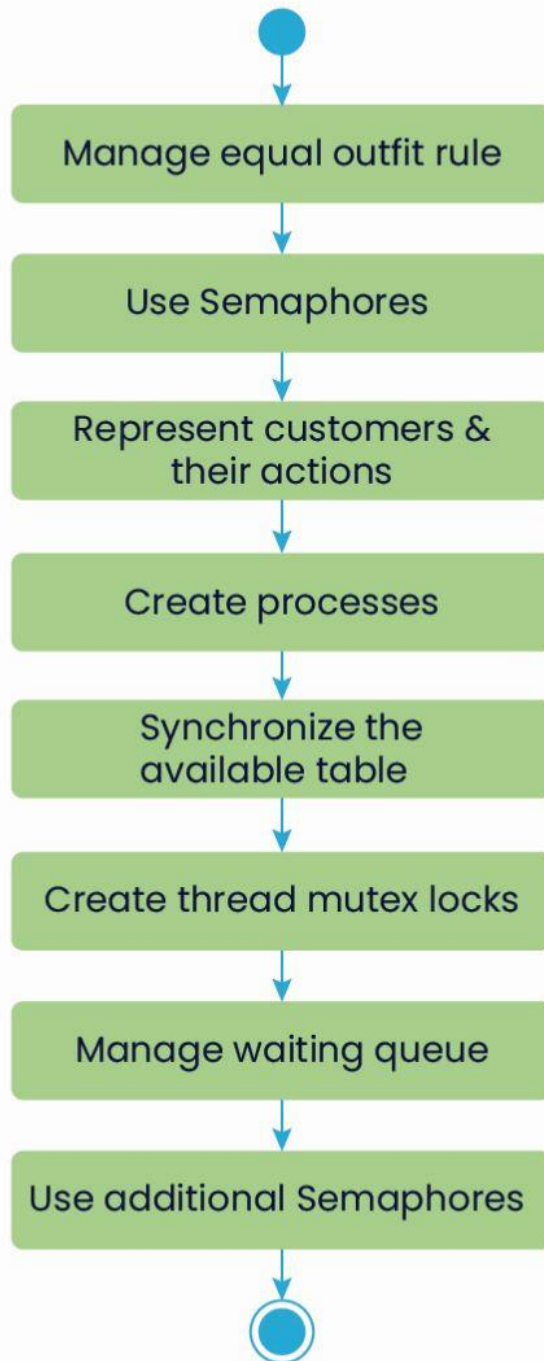 Manage equal outfit rule
Use Semaphores
Represent customers &
their actions
Create processes
Synchronize the
available table
Create thread mutex locks
Manage waiting queue
Use additional Semaphores